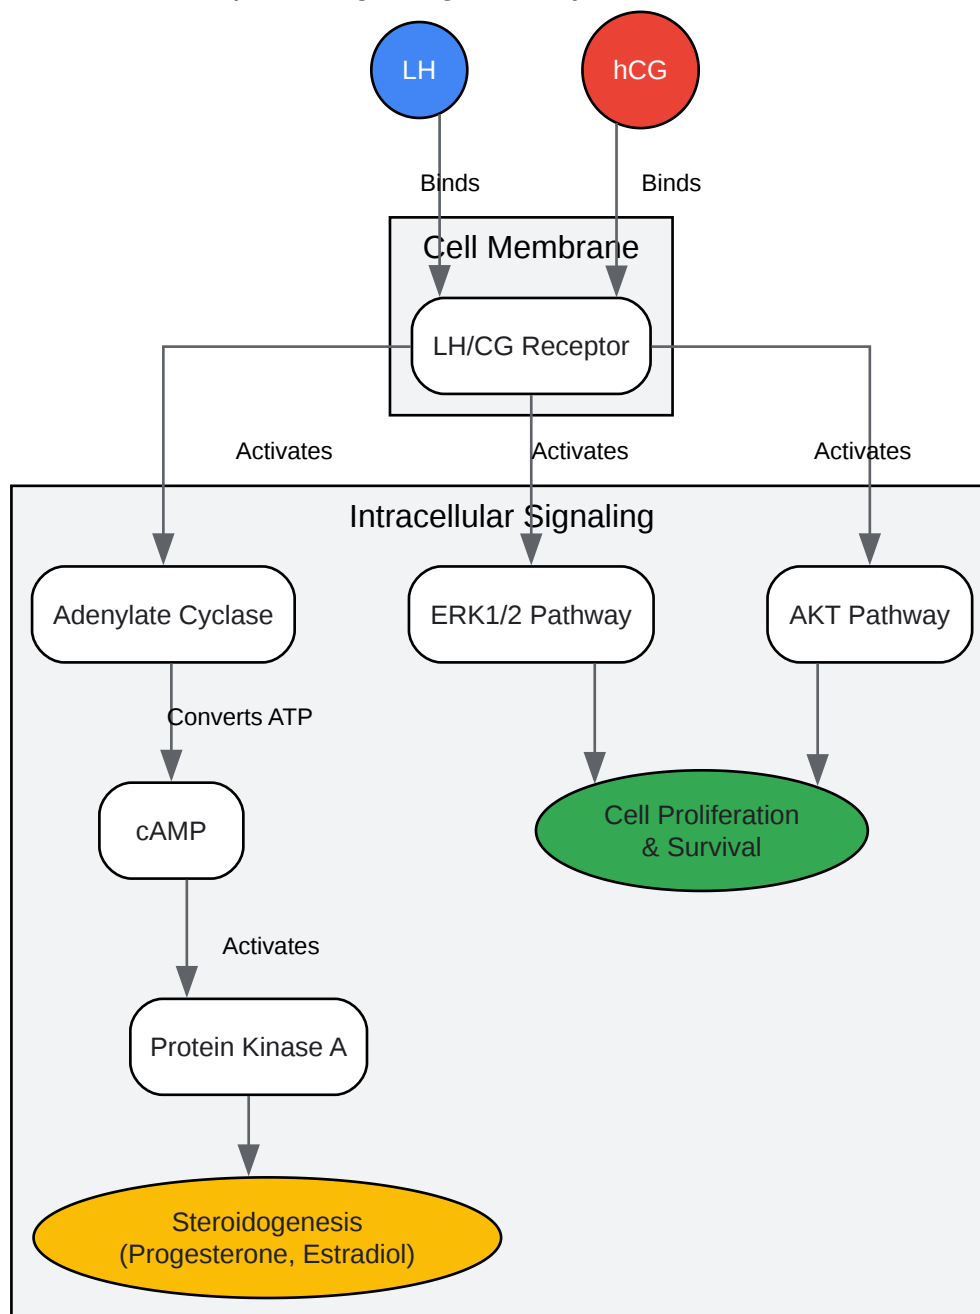 LH
hCG
Binds
Binds
Cell Membrane
LH/CG Receptor
Activates
Activates
Activates
Intracellular Signaling
Adenylate Cyclase
ERK1/2 Pathway
AKT Pathway
Converts ATP
cAMP
Cell Proliferation
& Survival
Activates
Protein Kinase A
Steroidogenesis
(Progesterone, Estradiol)